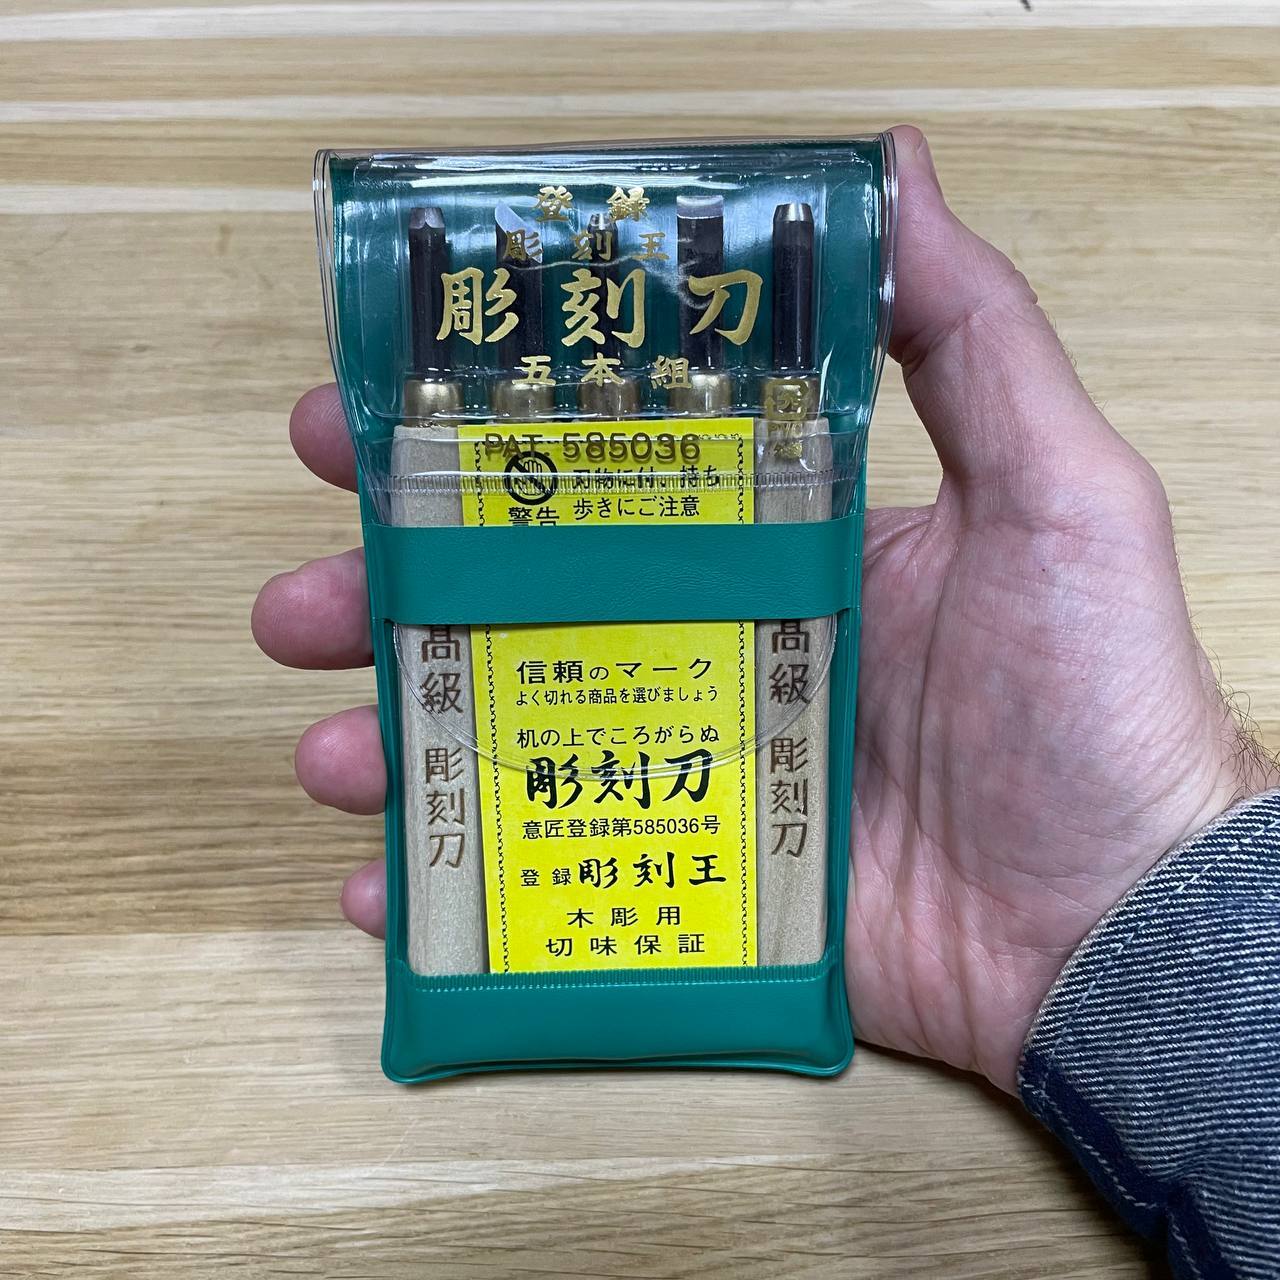 登録
彫刻王
彫刻刀
五本組
PAT. 585036
刃物に付、持ち
歩きにご注意
警告
高級 彫刻刀
高級 彫刻刀
信頼のマーク
よく切れる商品を選びましょう
机の上でころがらぬ
彫刻刀
意匠登録第585036号
登録 彫刻王
木彫用
切味保証